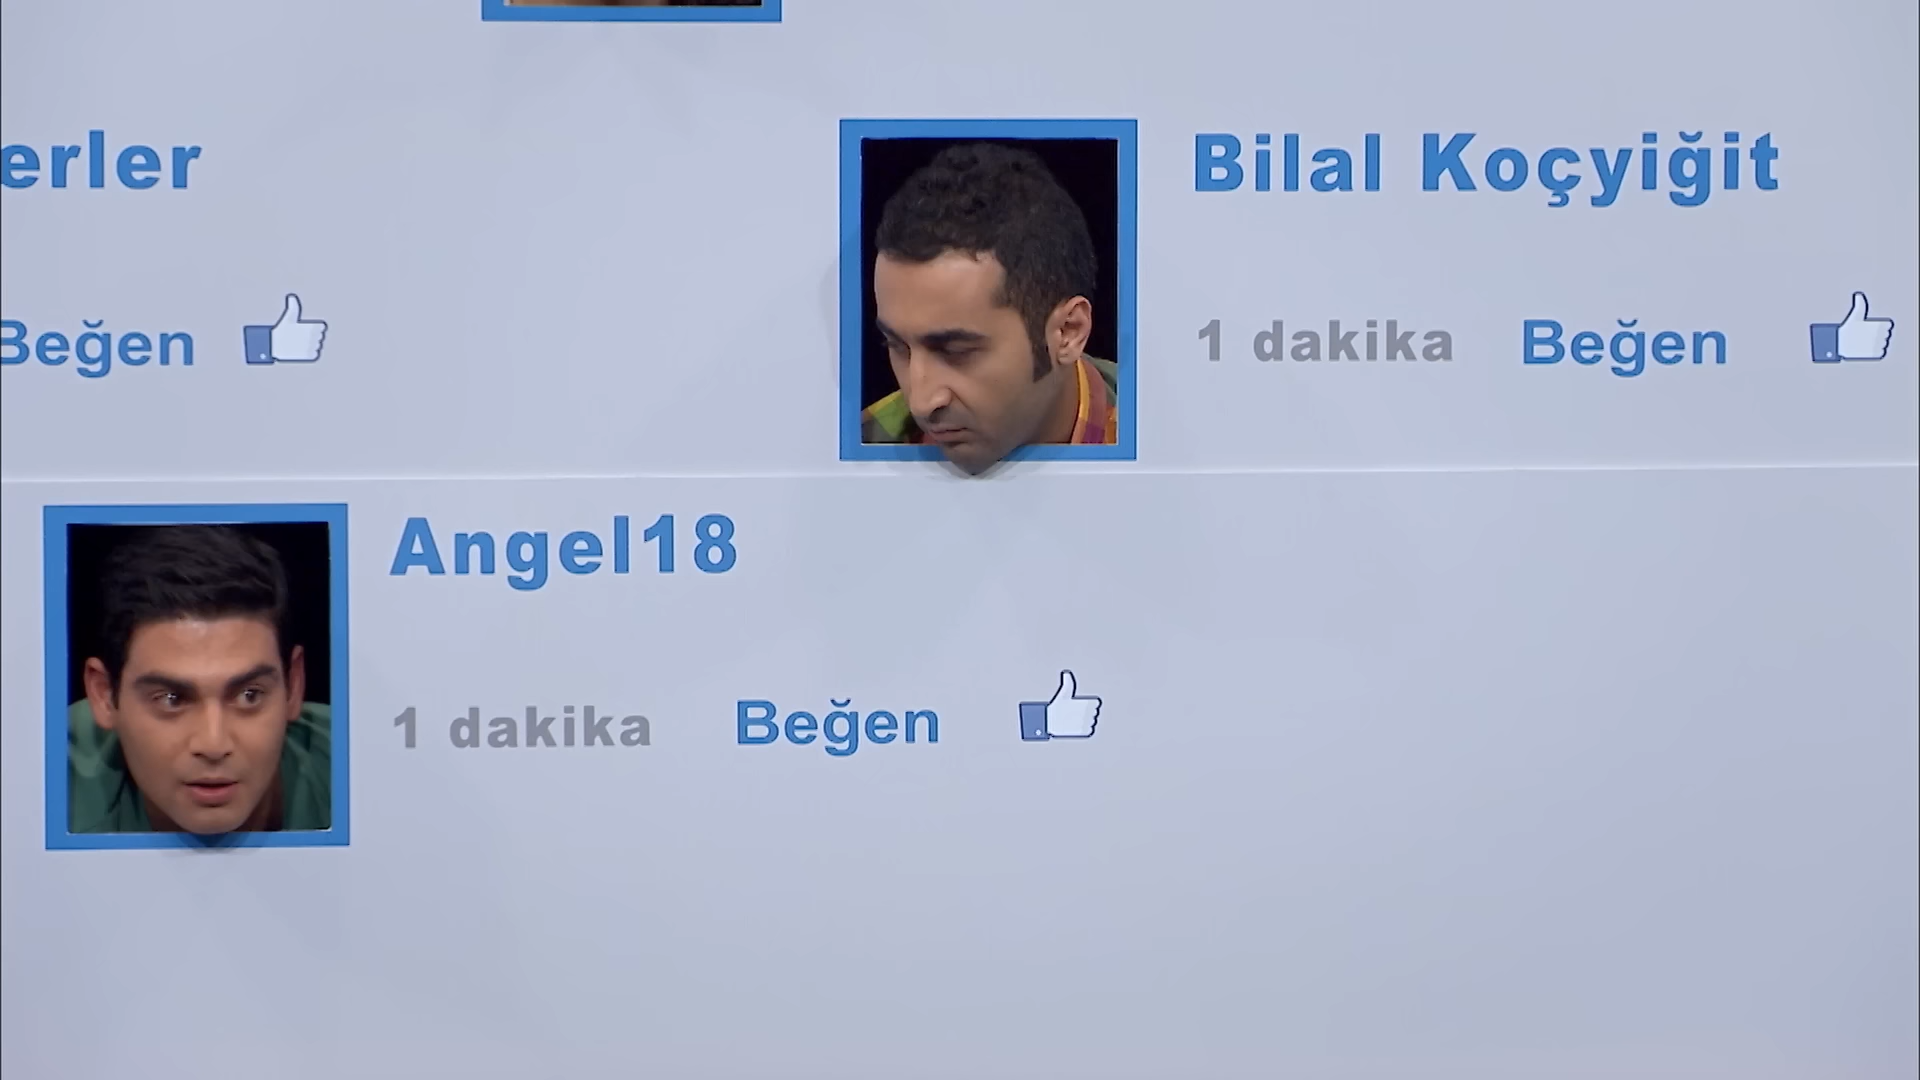 erler
Bilal Koçyiğit
Beğen
1 dakika Beğen
Angel18
1 dakika Beğen